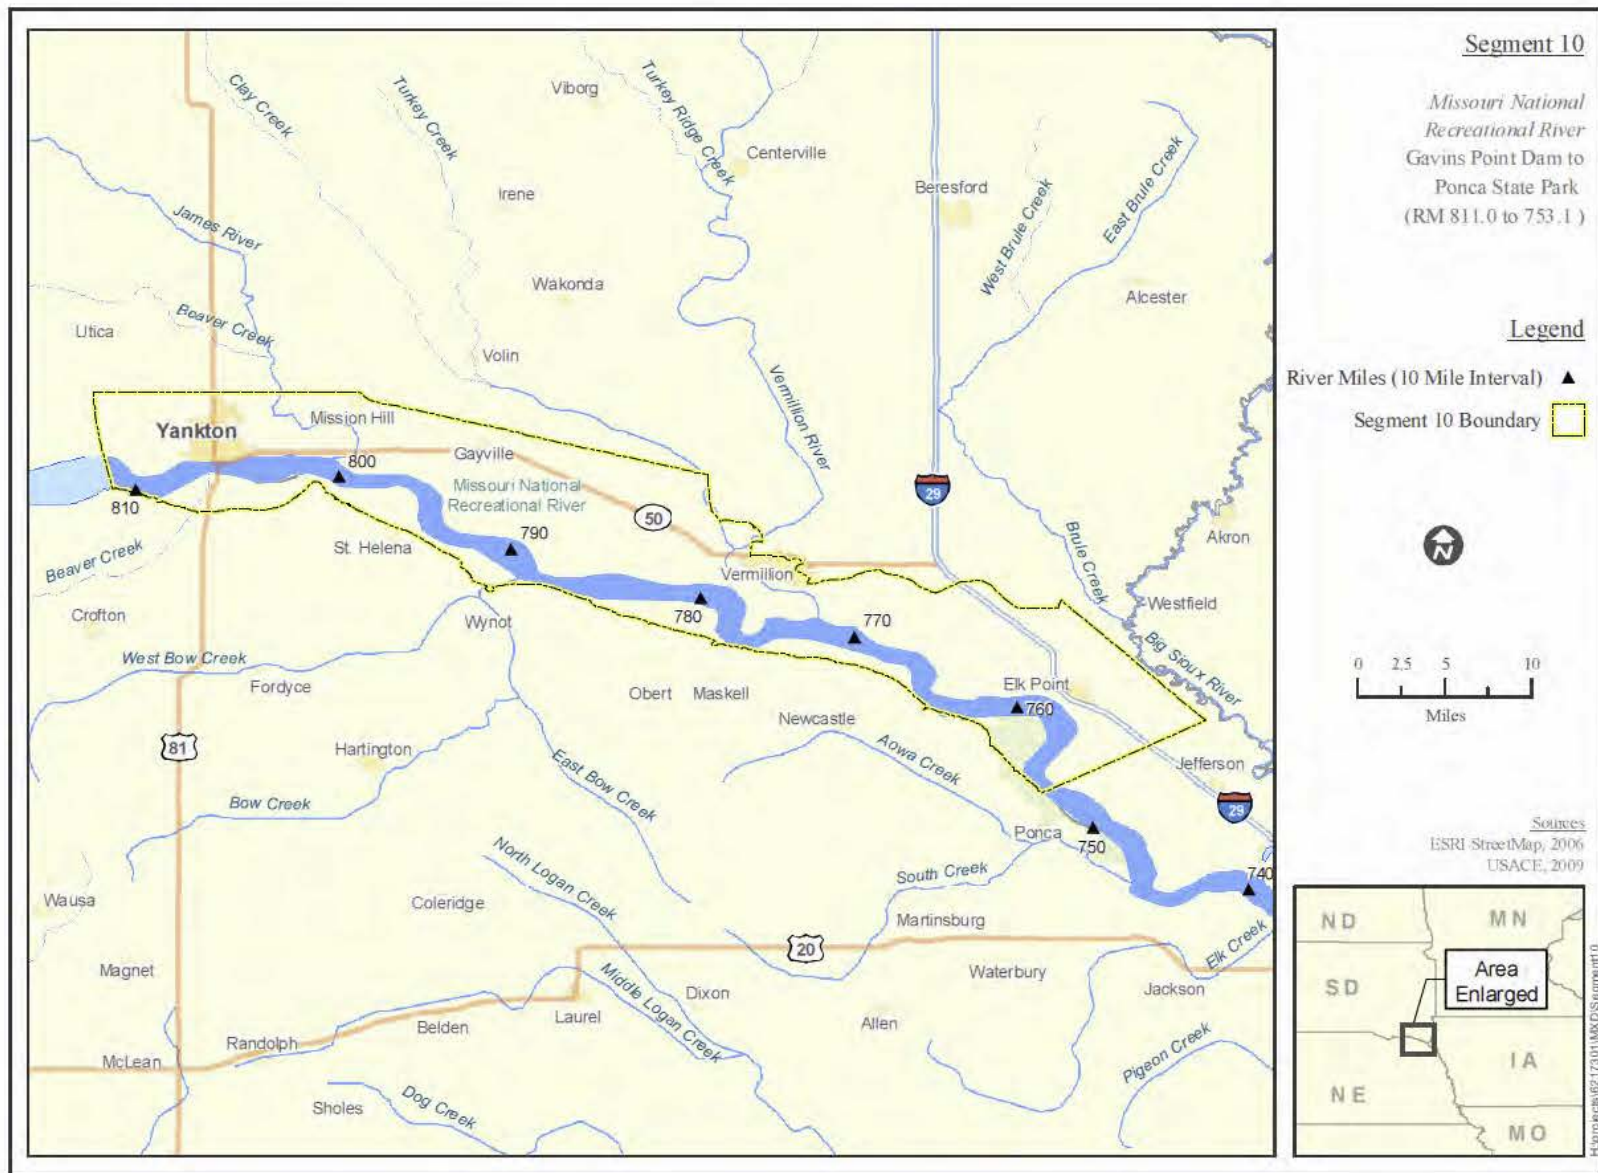 Segment 10
Missouri National
Recreational River
Gavins Point Dam to
Ponca State Park
(RM 811.0 to 753.1 )
Legend
River Miles (10 Mile Interval)
Segment 10 Boundary
N
0 2.5 5 10
Miles
Sources
ESRI StreetMap, 2006
USACE, 2009
ND
MN
SD
Area
Enlarged
IA
NE
MO
H:\projects\6217301\MXD\Segment10
Clay Creek
Turkey Creek
Viborg
Turkey Ridge Creek
Centerville
Beresford
East Brule Creek
West Brule Creek
Irene
James River
Wakonda
Alcester
Utica
Beaver Creek
Volin
Vermillion River
Mission Hill
Yankton
Gayville
800
Missouri National
Recreational River
29
810
50
790
St. Helena
Beaver Creek
Vermillion
Brule Creek
Akron
Westfield
Crofton
Wynot
780
770
Big Sioux River
West Bow Creek
Fordyce
Obert
Maskell
Elk Point
760
Newcastle
81
Hartington
Aowa Creek
Jefferson
East Bow Creek
Bow Creek
29
Ponca
750
North Logan Creek
South Creek
740
Wausa
Coleridge
Martinsburg
20
Elk Creek
Magnet
Waterbury
Middle Logan Creek
Dixon
Jackson
Laurel
Belden
Allen
Randolph
McLean
Pigeon Creek
Sholes
Dog Creek